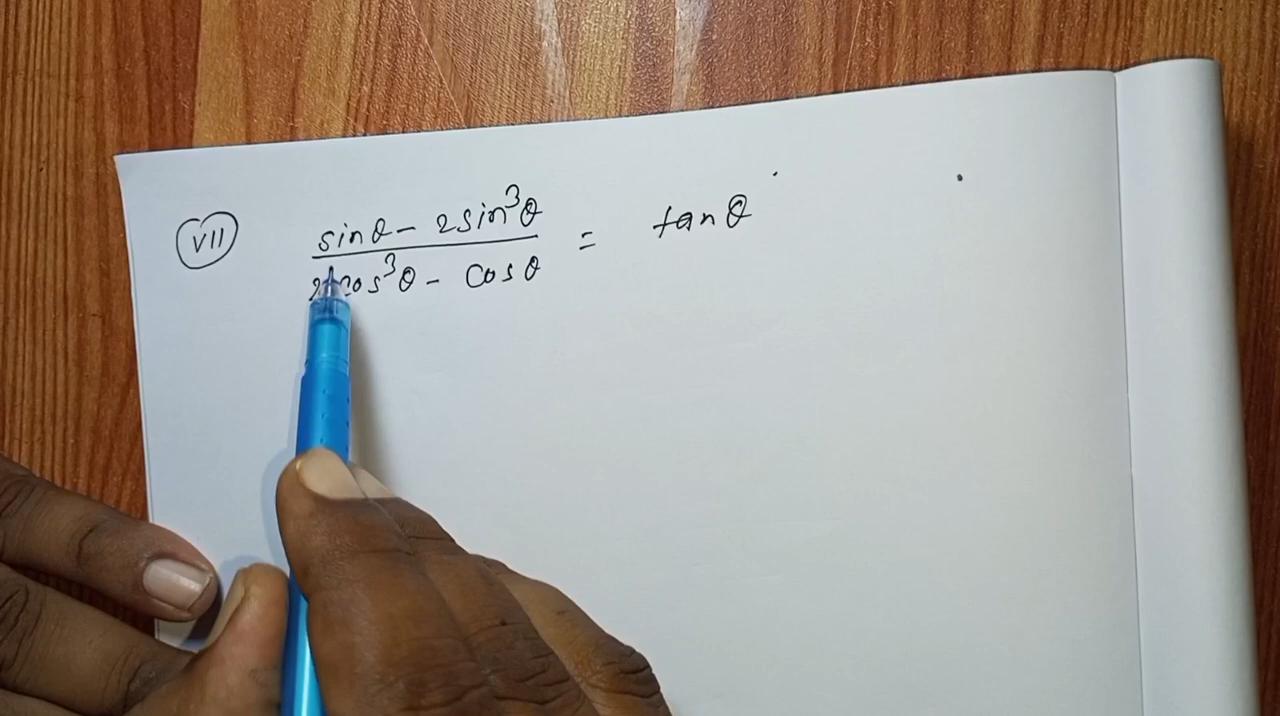 VII sinθ - 2sin³θ = tanθ
2cos³θ - cosθ